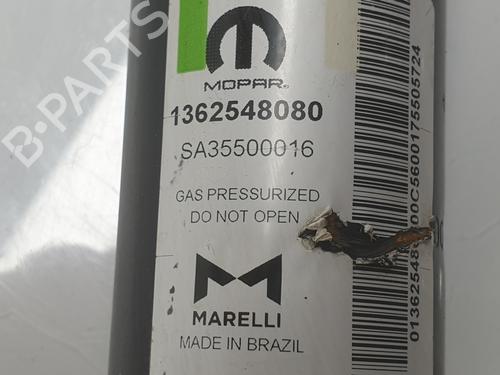 MOPAR®
1362548080
SA35500016
GAS PRESSURIZED
DO NOT OPEN
MARELLI
MADE IN BRAZIL
B-PARTS